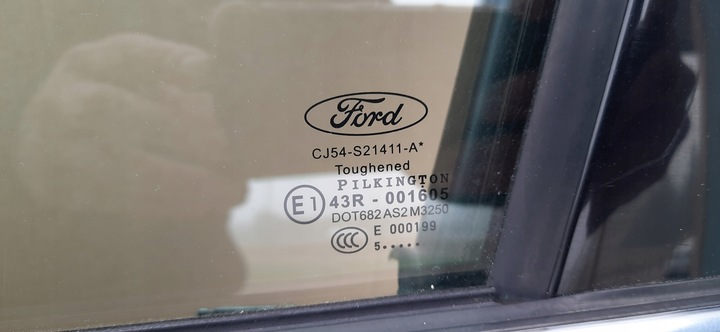 Ford
CJ54-S21411-A*
Toughened
PILKINGTON
E1 43R - 001605
DOT682 AS2 M3250
CCC E 000199
5•••••